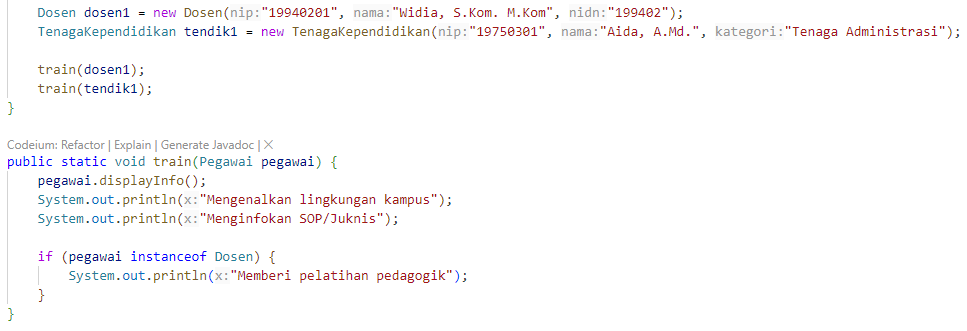 Dosen dosen1 = new Dosen(nip:"19940201", nama:"Widia, S.Kom. M.Kom", nidn:"199402");
TenagaKependidikan tendik1 = new TenagaKependidikan(nip:"19750301", nama:"Aida, A.Md.", kategori:"Tenaga Administrasi");
train(dosen1);
train(tendik1);
}
Codeium: Refactor | Explain | Generate Javadoc | ✕
public static void train(Pegawai pegawai) {
pegawai.displayInfo();
System.out.println(x:"Mengenalkan lingkungan kampus");
System.out.println(x:"Menginfokan SOP/Juknis");
if (pegawai instanceof Dosen) {
System.out.println(x:"Memberi pelatihan pedagogik");
}
}